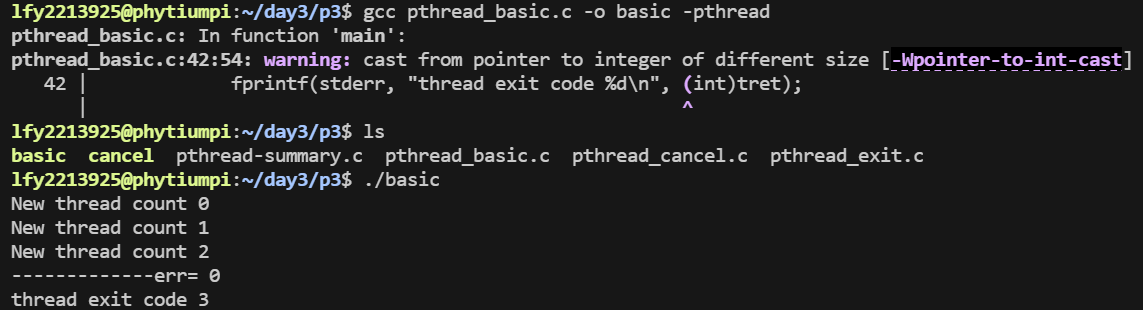 lfy2213925@phytiumpi:~/day3/p3$ gcc pthread_basic.c -o basic -pthread
pthread_basic.c: In function 'main':
pthread_basic.c:42:54: warning: cast from pointer to integer of different size [-Wpointer-to-int-cast]
   42 |             fprintf(stderr, "thread exit code %d\n", (int)tret);
      |                                                      ^
lfy2213925@phytiumpi:~/day3/p3$ ls
basic  cancel  pthread-summary.c  pthread_basic.c  pthread_cancel.c  pthread_exit.c
lfy2213925@phytiumpi:~/day3/p3$ ./basic
New thread count 0
New thread count 1
New thread count 2
-------------err= 0
thread exit code 3